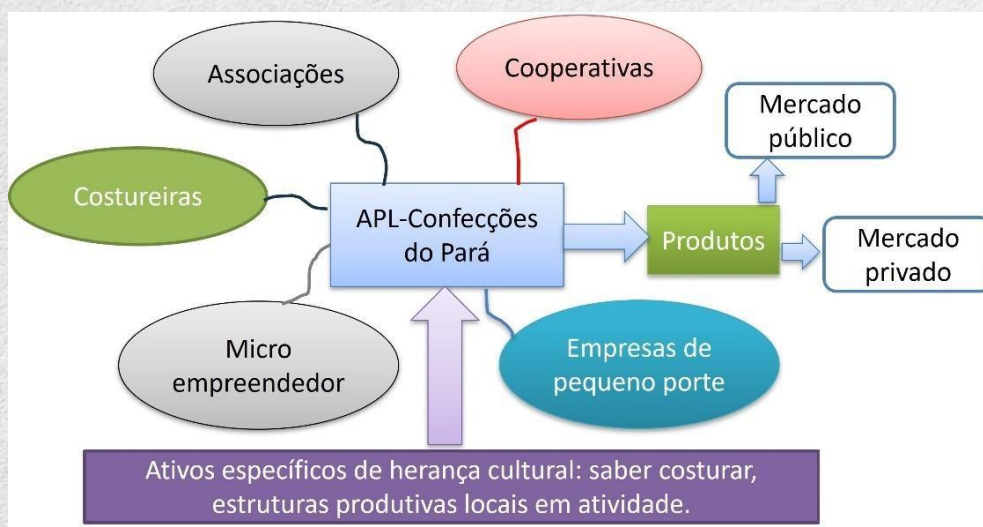 Associações
Cooperativas
Mercado
público
Costureiras
APL-Confecções
do Pará
Produtos
Mercado
privado
Micro
empreendedor
Empresas de
pequeno porte
Ativos específicos de herança cultural: saber costurar,
estruturas produtivas locais em atividade.